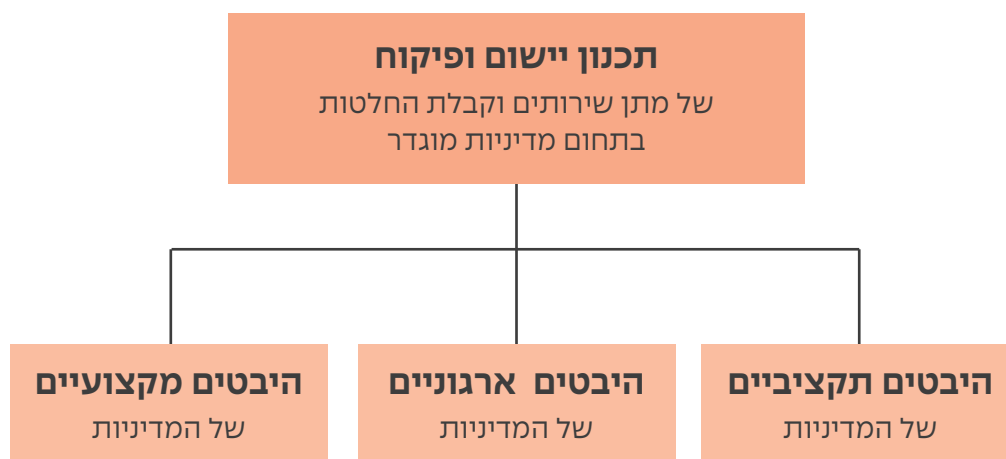 תכנון יישום ופיקוח
של מתן שירותים וקבלת החלטות
בתחום מדיניות מוגדר
היבטים תקציביים
של המדיניות
היבטים ארגוניים
של המדיניות
היבטים מקצועיים
של המדיניות